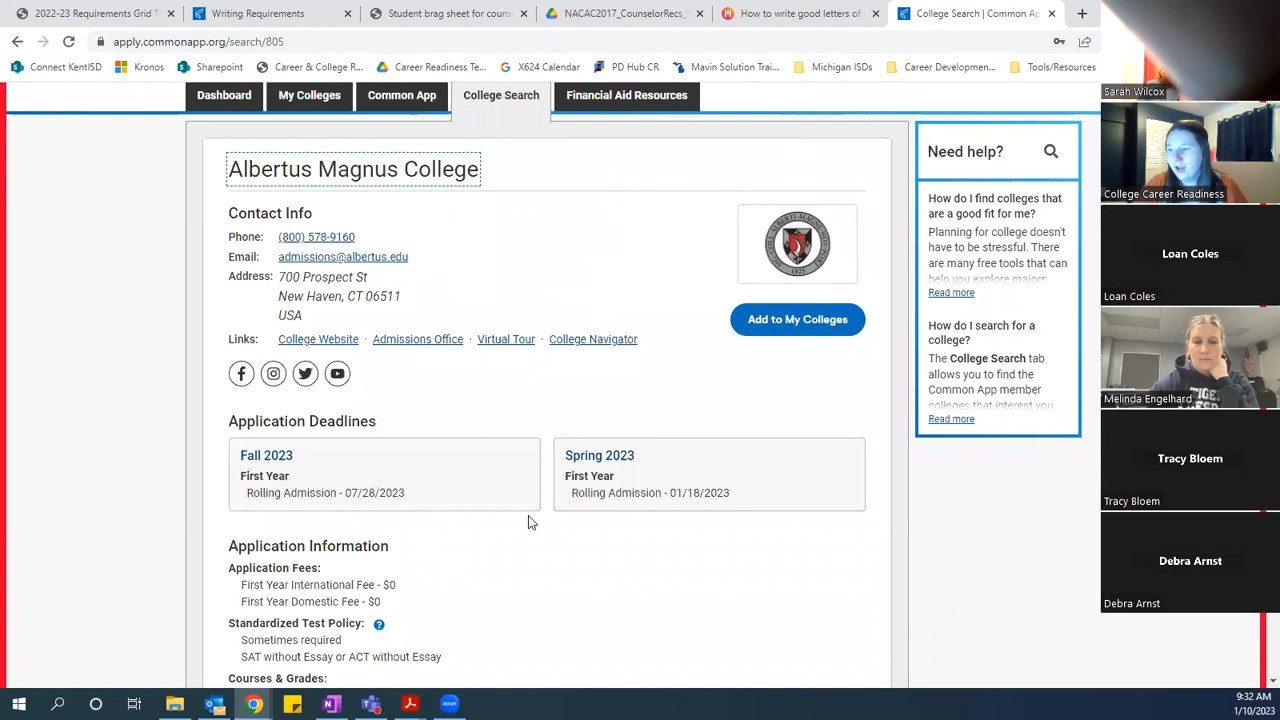 2022-23 Requirements Grid T
Writing Requirements
Student brag sheet for couns
NACAC2017_CounselorRecs_
How to write good letters of
College Search | Common Ap
apply.commonapp.org/search/805
Connect KentISD
Kronos
Sharepoint
Career & College R...
Career Readiness Te...
X624 Calendar
PD Hub CR
Mavin Solution Trai...
Michigan ISDs
Career Developmen...
Tools/Resources
Dashboard
My Colleges
Common App
College Search
Financial Aid Resources
Albertus Magnus College
Contact Info
Phone: (800) 578-9160
Email: admissions@albertus.edu
Address: 700 Prospect St
New Haven, CT 06511
USA
Links: College Website · Admissions Office · Virtual Tour · College Navigator
Add to My Colleges
Application Deadlines
Fall 2023
First Year
Rolling Admission - 07/28/2023
Spring 2023
First Year
Rolling Admission - 01/18/2023
Application Information
Application Fees:
First Year International Fee - $0
First Year Domestic Fee - $0
Standardized Test Policy: ?
Sometimes required
SAT without Essay or ACT without Essay
Courses & Grades:
Need help?
How do I find colleges that
are a good fit for me?
Planning for college doesn't
have to be stressful. There
are many free tools that can
help you explore majors
Read more
How do I search for a
college?
The College Search tab
allows you to find the
Common App member
colleges that interest you
Read more
Sarah Wilcox
College Career Readiness
Loan Coles
Loan Coles
Melinda Engelhard
Tracy Bloem
Tracy Bloem
Debra Arnst
Debra Arnst
zoom
9:32 AM
1/10/2023